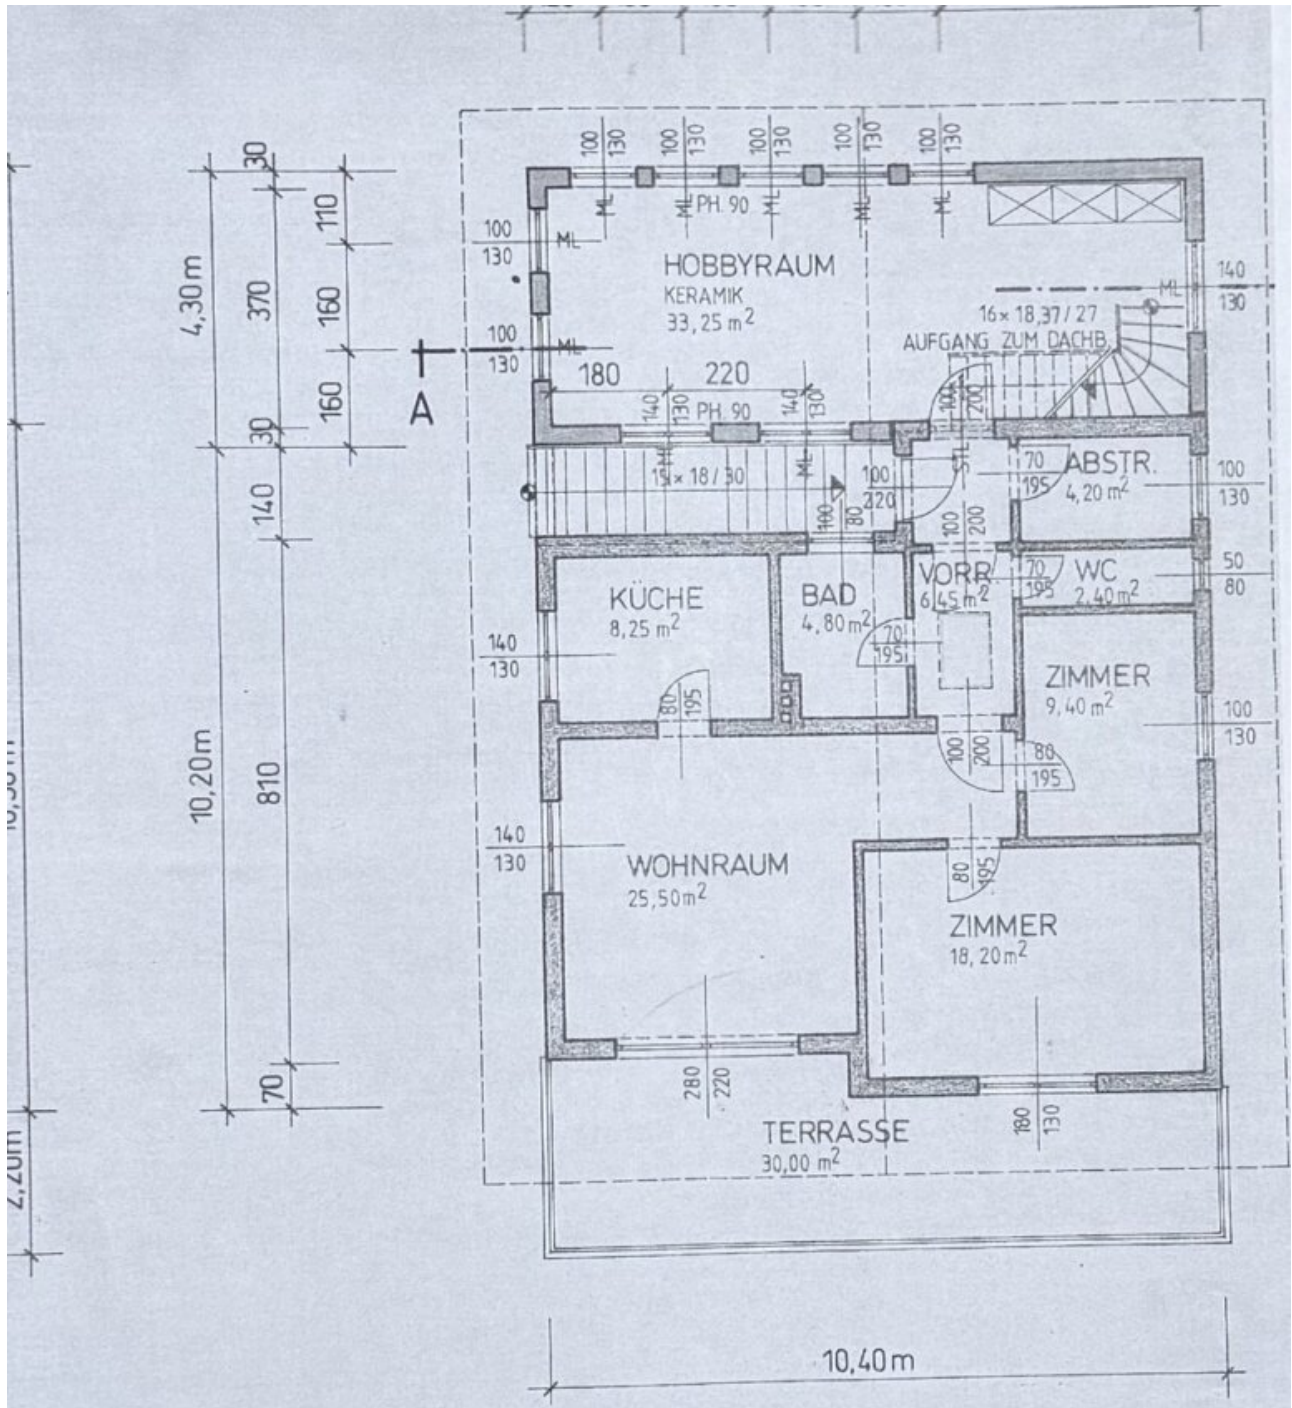 100 130
100 130
100 130
100 130
100 130
30
110
ML
ML PH. 90
ML
ML
ML
100 130
ML
HOBBYRAUM
KERAMIK
33,25 m²
140 130
ML
4,30m
370
160
16 x 18,37 / 27
AUFGANG ZUM DACHB.
100 130
ML
180
220
100 200
A
160
140 130
PH. 90
140 130
30
ML
ML
STL
15 x 18 / 30
100 220
70 195
ABSTR.
4,20 m²
100 130
140
100 80
100 200
KÜCHE
8,25 m²
BAD
4,80 m²
VORR.
6,45 m²
70 195
WC
2,40 m²
50 80
140 130
70 195
ZIMMER
9,40 m²
80 195
100 130
10,20m
810
100 200
80 195
140 130
WOHNRAUM
25,50 m²
80 195
ZIMMER
18,20 m²
70
280 220
180 130
TERRASSE
30,00 m²
2,20m
10,40m